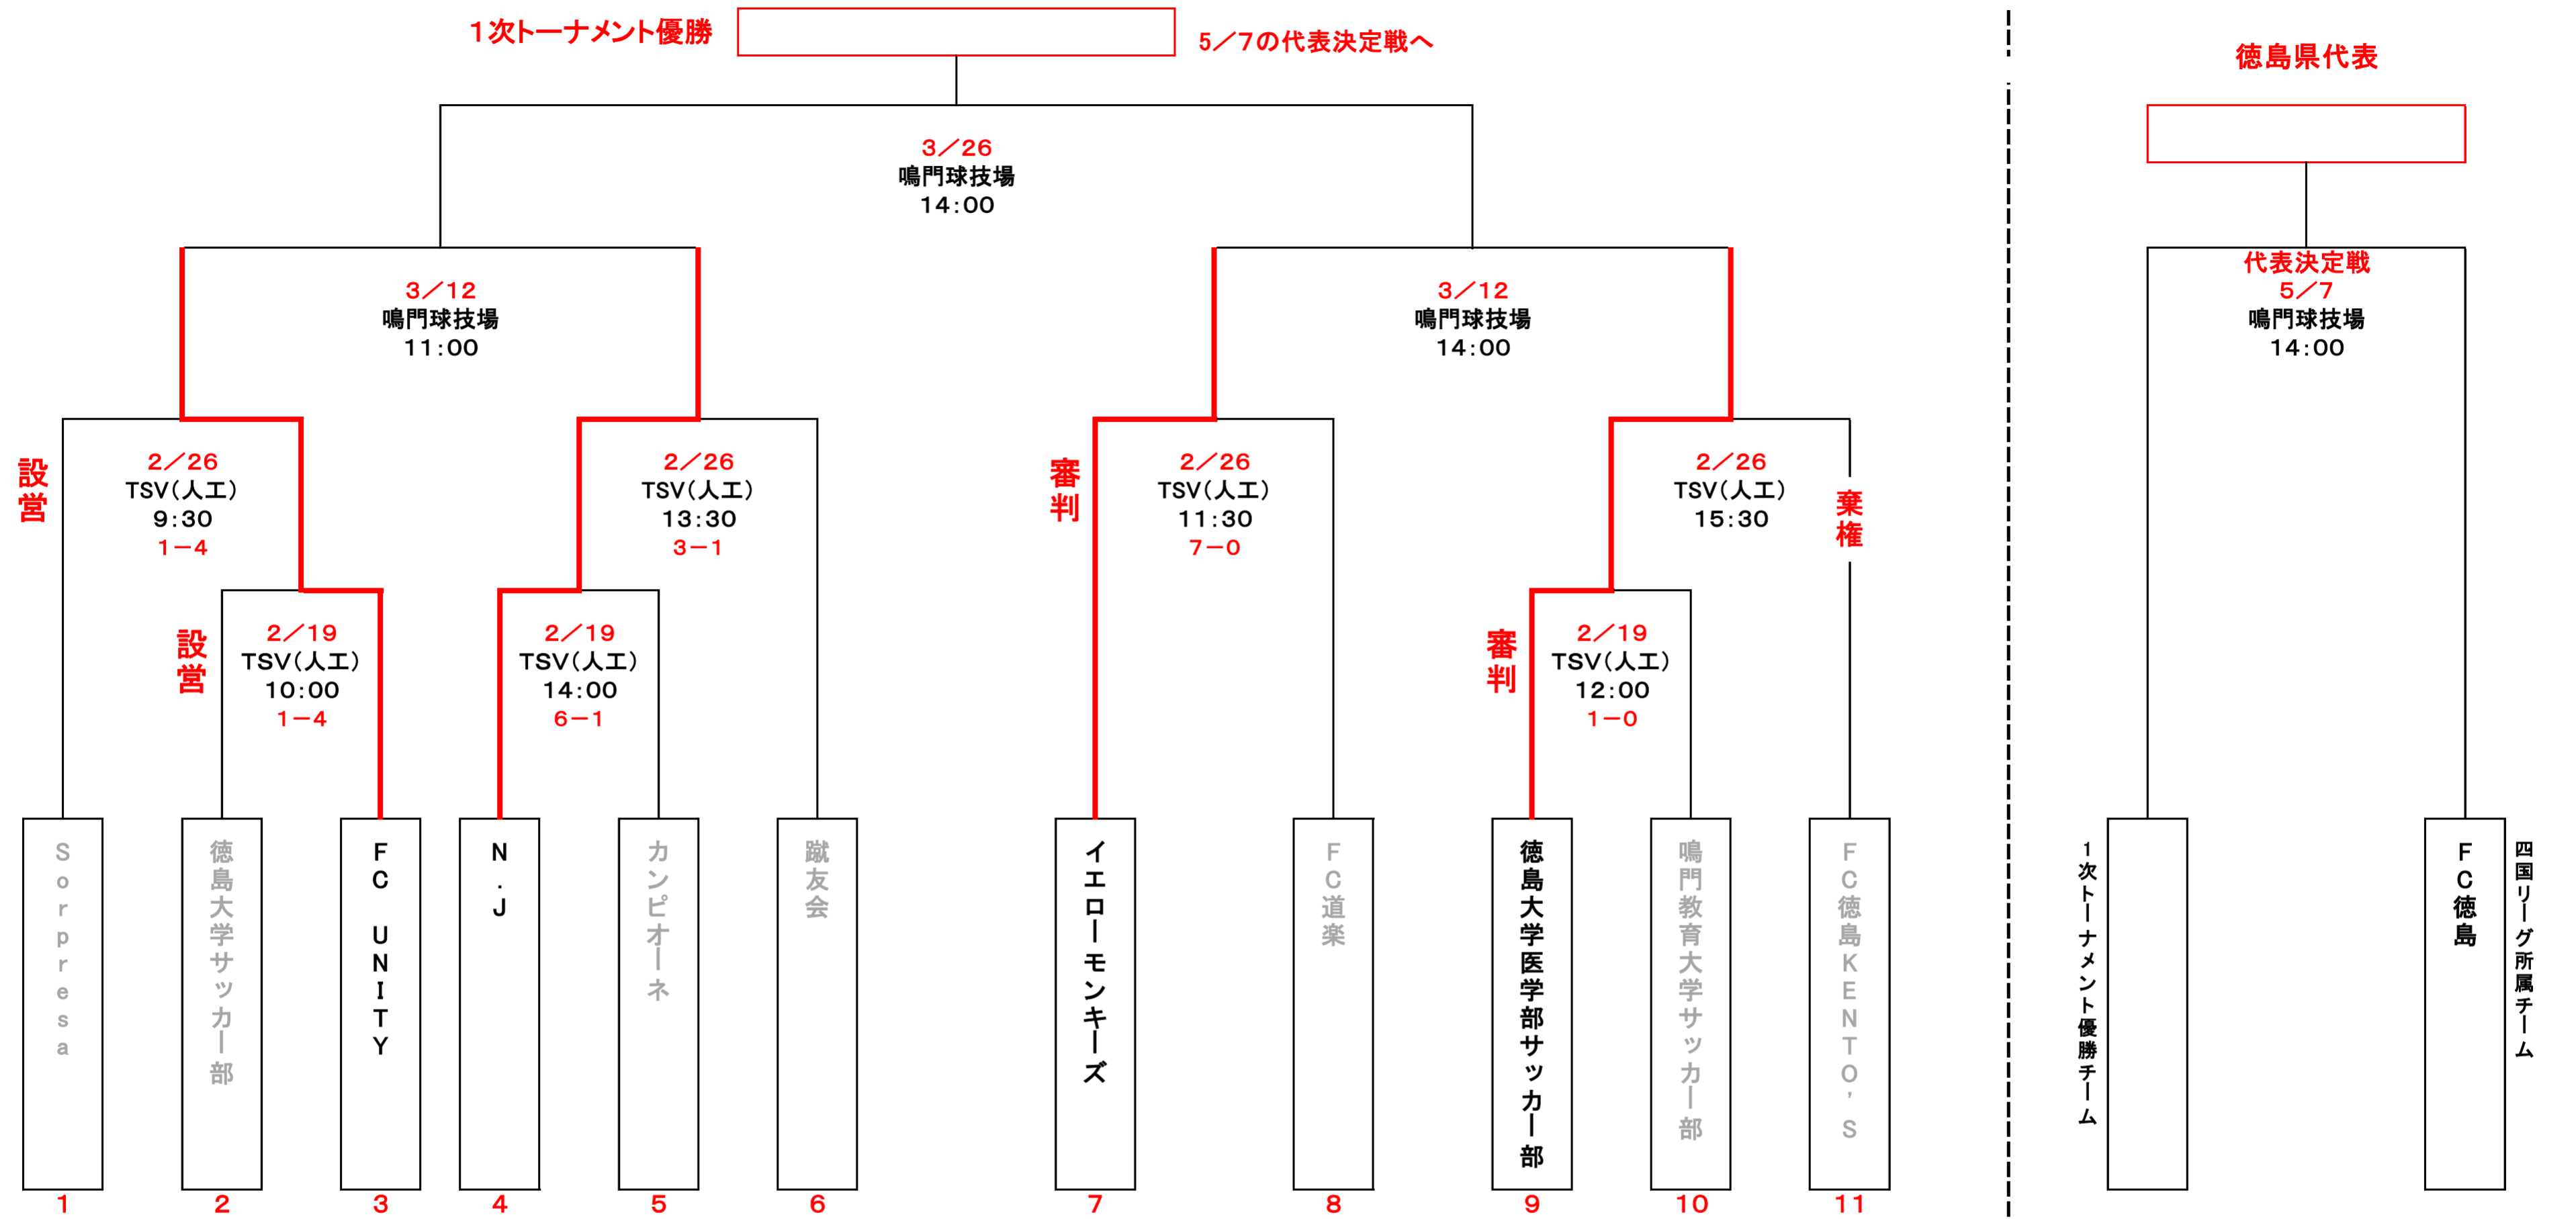 １次トーナメント優勝
５／７の代表決定戦へ
徳島県代表
３／26
鳴門球技場
14：00
３／12
鳴門球技場
11：00
３／12
鳴門球技場
14：00
代表決定戦
５／７
鳴門球技場
14：00
設営
２／26
TSV（人工）
9：30
１－４
２／26
TSV（人工）
13：30
３－１
審判
２／26
TSV（人工）
11：30
７－０
２／26
TSV（人工）
15：30
棄権
設営
２／19
TSV（人工）
10：00
１－４
２／19
TSV（人工）
14：00
６－１
審判
２／19
TSV（人工）
12：00
１－０
Sorpresa
徳島大学サッカー部
FC UNITY
N.J
カンピオーネ
蹴友会
イエローモンキーズ
FC道楽
徳島大学医学部サッカー部
鳴門教育大学サッカー部
FC徳島KENTO'S
１次トーナメント優勝チーム
FC徳島
四国リーグ所属チーム
1
2
3
4
5
6
7
8
9
10
11